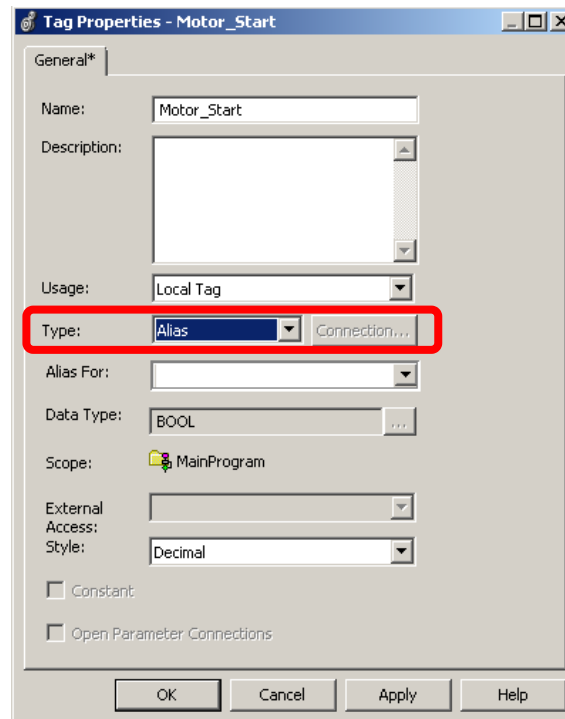 Tag Properties - Motor_Start
General*
Name: Motor_Start
Description:
Usage: Local Tag
Type: Alias Connection...
Alias For:
Data Type: BOOL ...
Scope: MainProgram
External
Access:
Style: Decimal
Constant
Open Parameter Connections
OK Cancel Apply Help